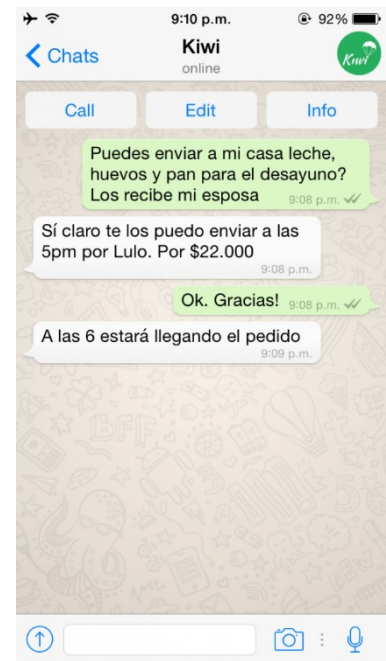 9:10 p.m.
92%
Chats
Kiwi
online
Kiwi
Call
Edit
Info
Puedes enviar a mi casa leche,
huevos y pan para el desayuno?
Los recibe mi esposa
9:08 p.m.
Sí claro te los puedo enviar a las
5pm por Lulo. Por $22.000
9:08 p.m.
Ok. Gracias!
9:08 p.m.
A las 6 estará llegando el pedido
9:09 p.m.